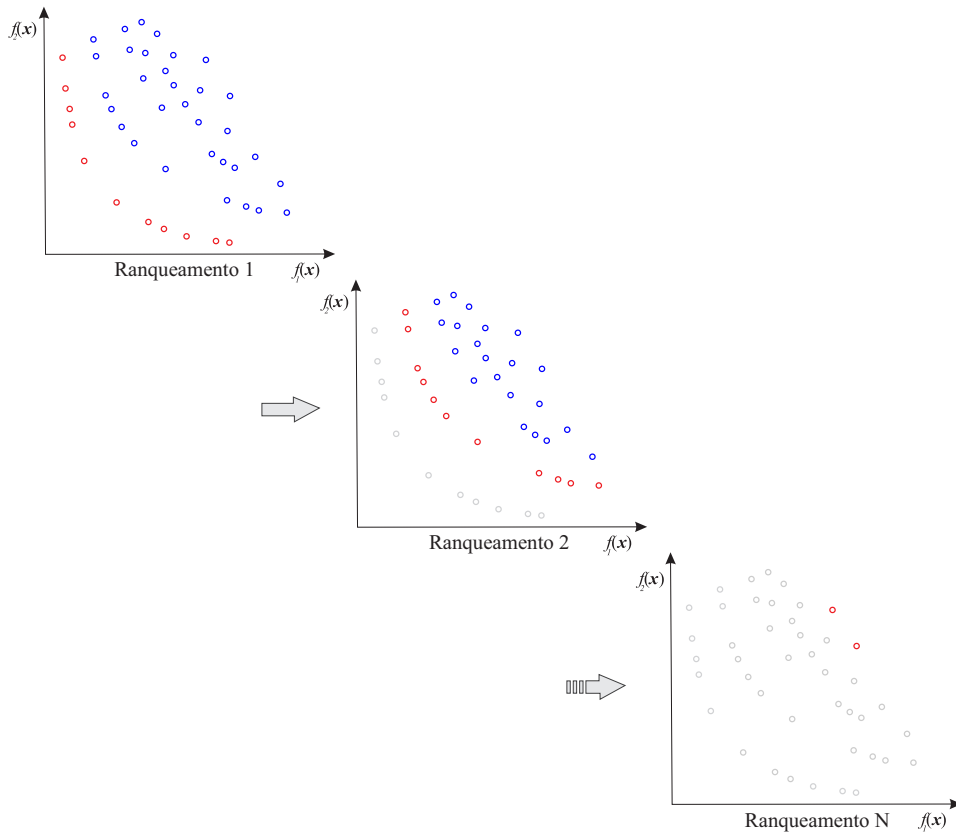 f₂(x)
Ranqueamento 1
f₁(x)
f₂(x)
Ranqueamento 2
f₁(x)
f₂(x)
Ranqueamento N
f₁(x)